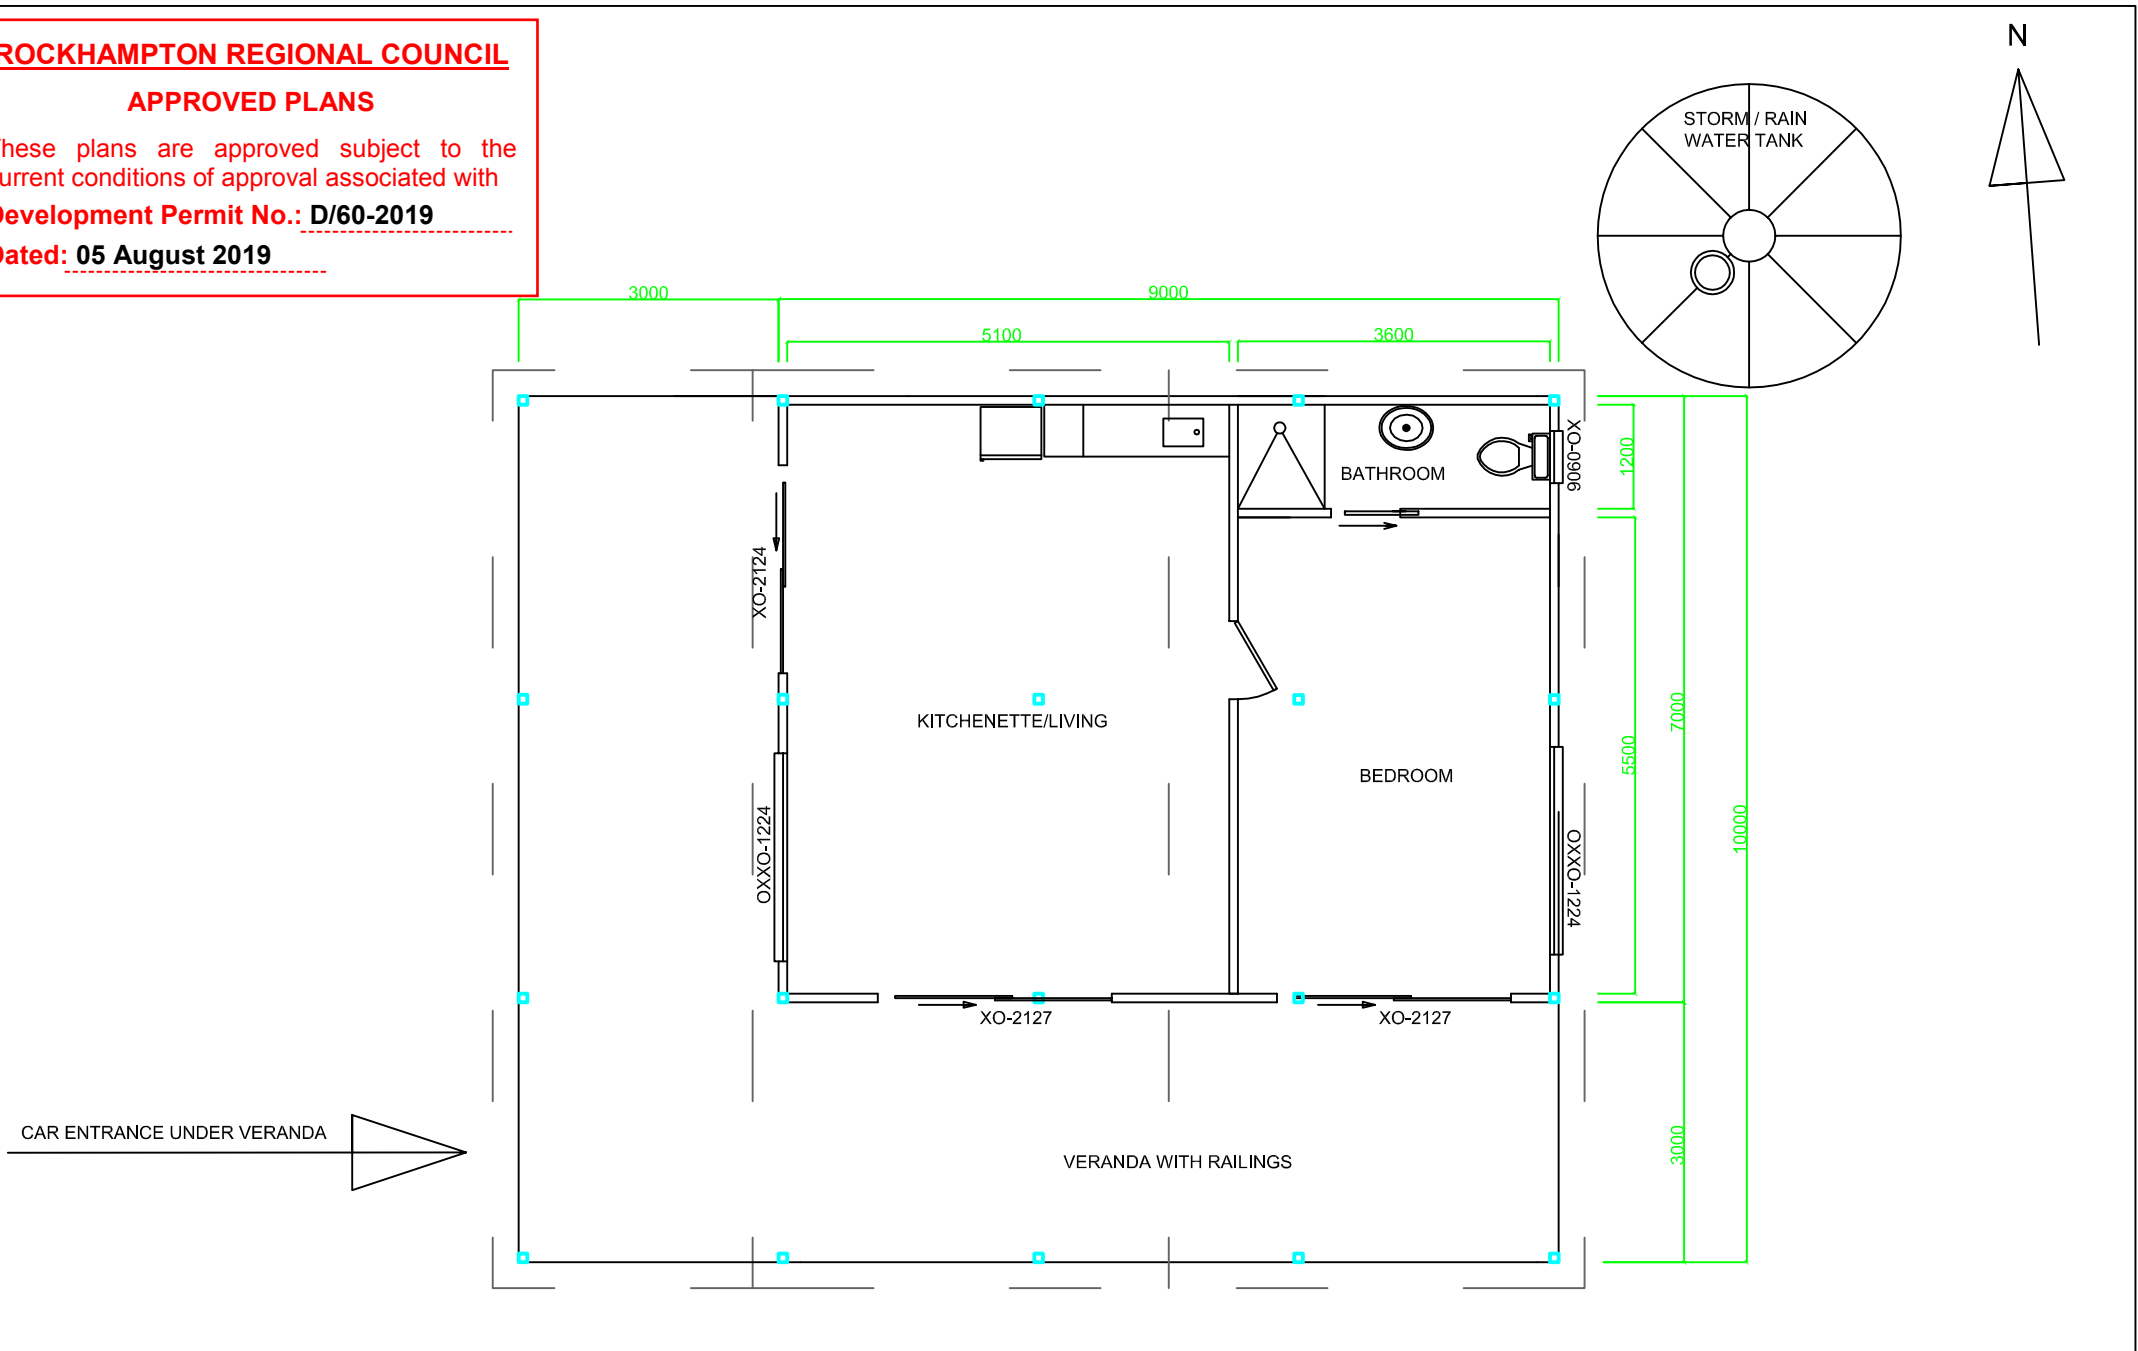 ROCKHAMPTON REGIONAL COUNCIL
APPROVED PLANS
hese plans are approved subject to the
urrent conditions of approval associated with
evelopment Permit No.: D/60-2019
ated: 05 August 2019
N
STORM / RAIN
WATER TANK
3000
9000
5100
3600
XO-0906
1200
BATHROOM
XO-2124
KITCHENETTE/LIVING
7000
5500
BEDROOM
OXXO-1224
OXXO-1224
10000
XO-2127
XO-2127
CAR ENTRANCE UNDER VERANDA
VERANDA WITH RAILINGS
3000